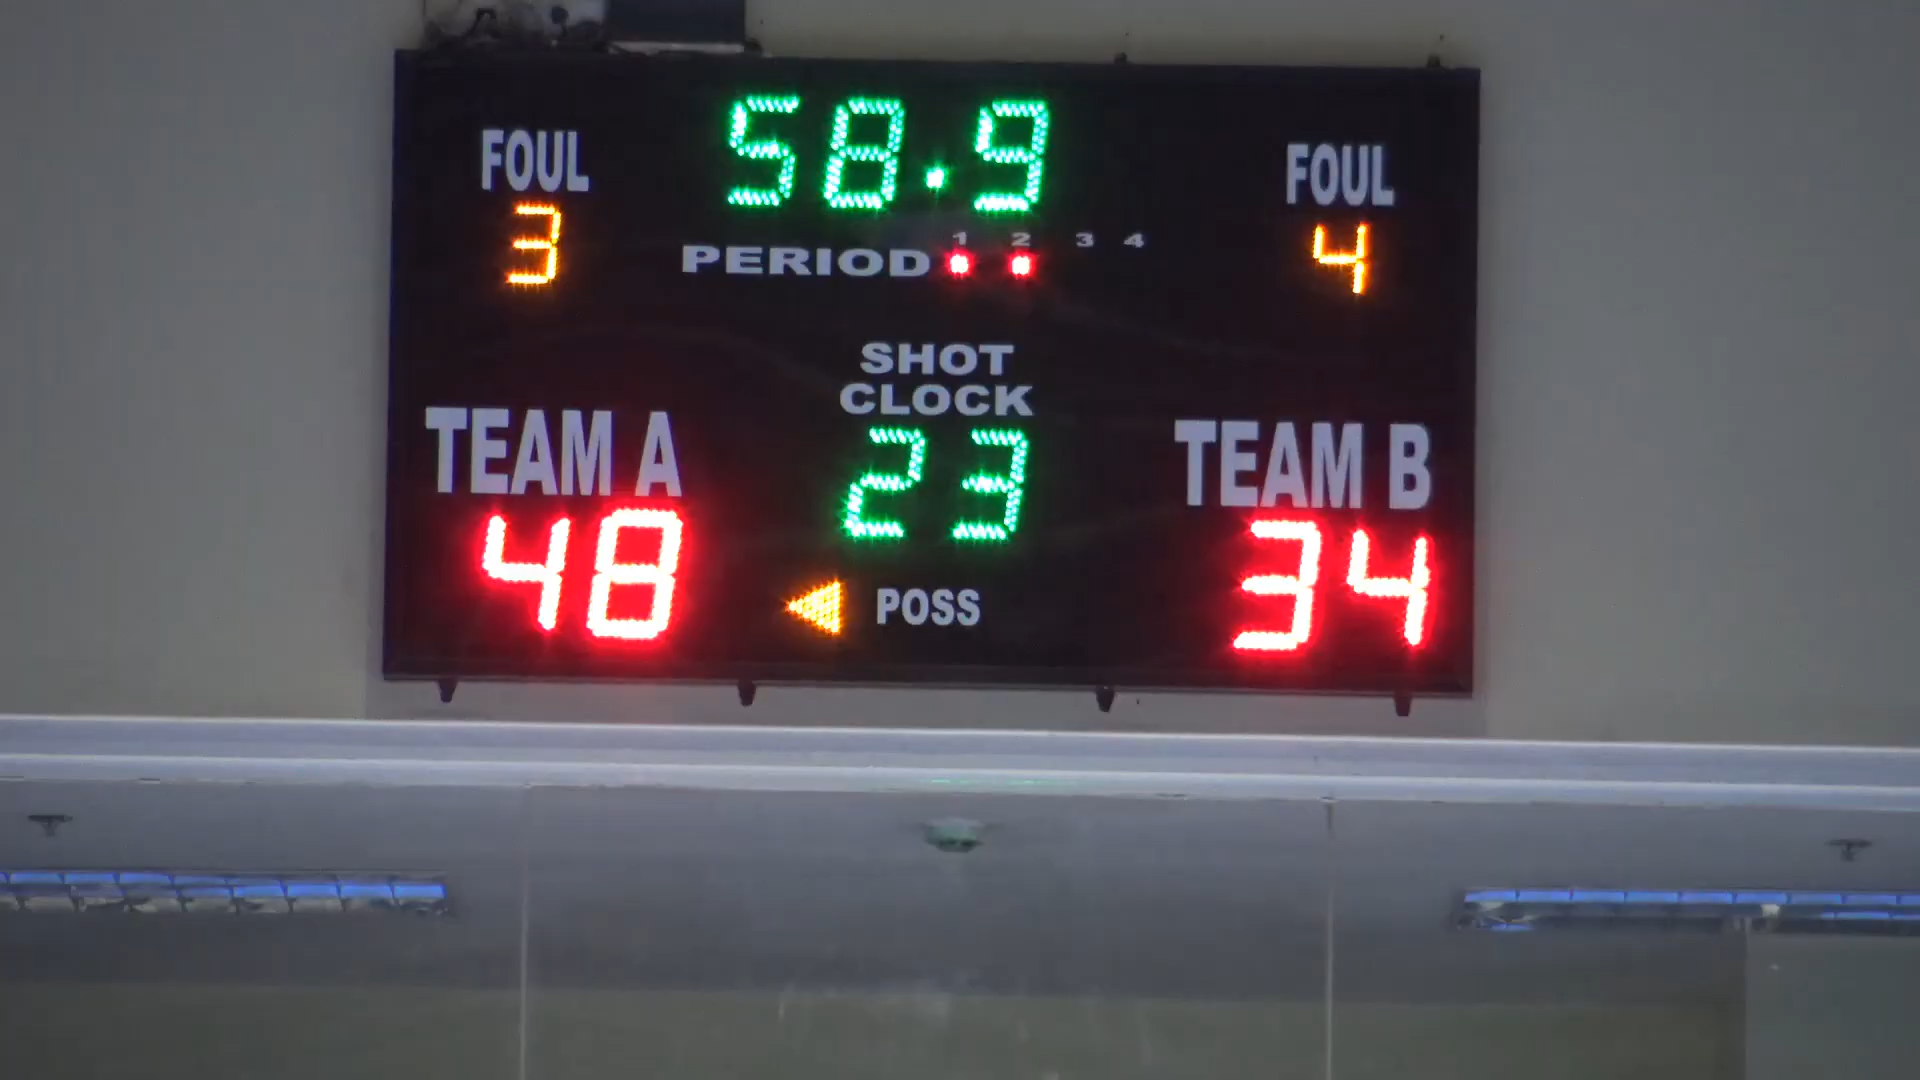 58.9
FOUL FOUL
3 4
1 2 3 4
PERIOD
SHOT
CLOCK
TEAM A TEAM B
23
48 34
POSS